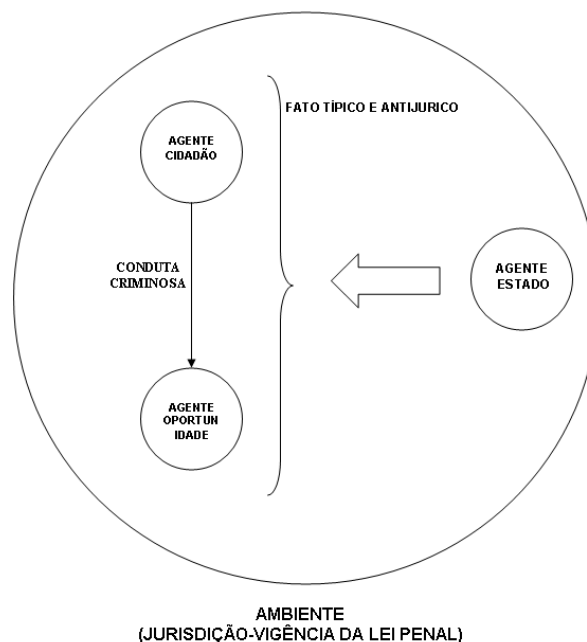 FATO TÍPICO E ANTIJURICO
AGENTE
CIDADÃO
CONDUTA
CRIMINOSA
AGENTE
ESTADO
AGENTE
OPORTUN
IDADE
AMBIENTE
(JURISDIÇÃO-VIGÊNCIA DA LEI PENAL)